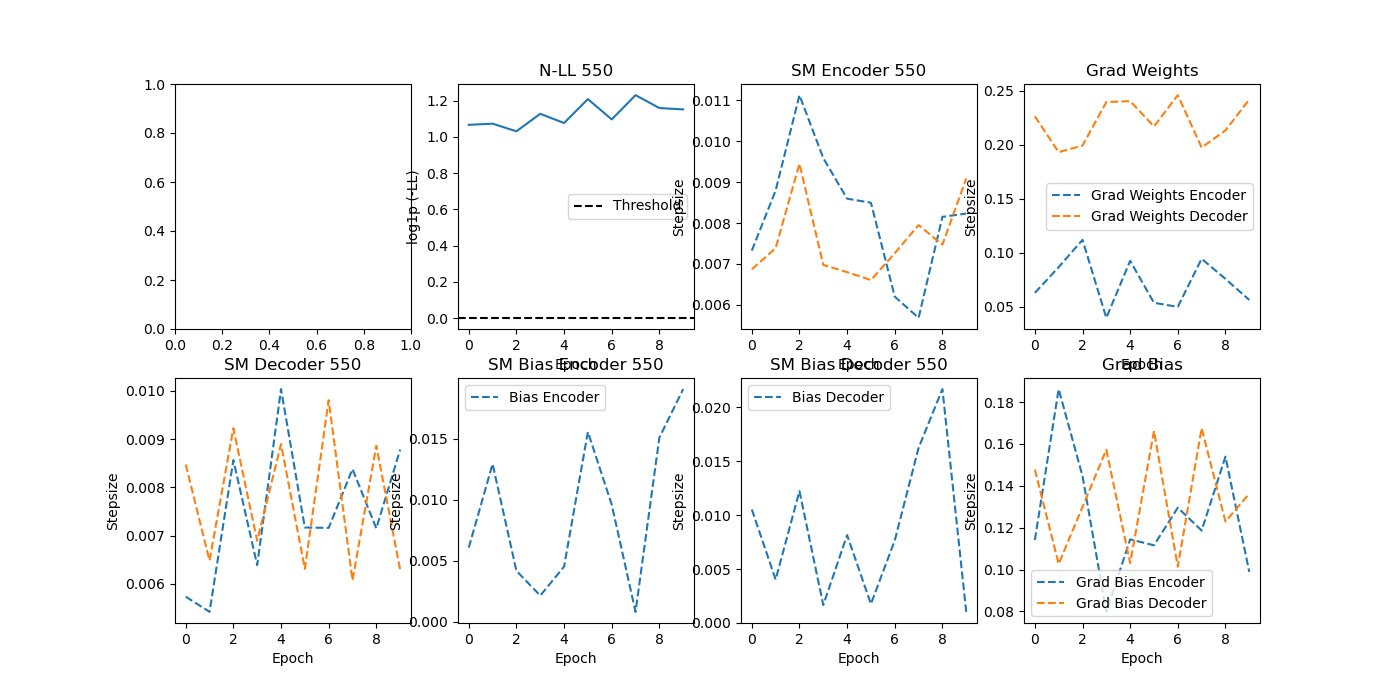 N-LL 550
SM Encoder 550
Grad Weights
1.0
0.8
0.6
0.4
0.2
0.0
0.0 0.2 0.4 0.6 0.8 1.0
log1p (-LL)
1.2
1.0
0.8
0.6
0.4
0.2
0.0
Threshold
0 2 4 6 8
Epoch
Stepsize
0.011
0.010
0.009
0.008
0.007
0.006
0 2 4 6 8
Epoch
Stepsize
0.25
0.20
0.15
0.10
0.05
Grad Weights Encoder
Grad Weights Decoder
0 2 4 6 8
Epoch
SM Decoder 550
SM Bias Encoder 550
SM Bias Decoder 550
Grad Bias
Stepsize
0.010
0.009
0.008
0.007
0.006
0 2 4 6 8
Epoch
Stepsize
0.015
0.010
0.005
0.000
Bias Encoder
0 2 4 6 8
Epoch
Stepsize
0.020
0.015
0.010
0.005
0.000
Bias Decoder
0 2 4 6 8
Epoch
Stepsize
0.18
0.16
0.14
0.12
0.10
0.08
Grad Bias Encoder
Grad Bias Decoder
0 2 4 6 8
Epoch